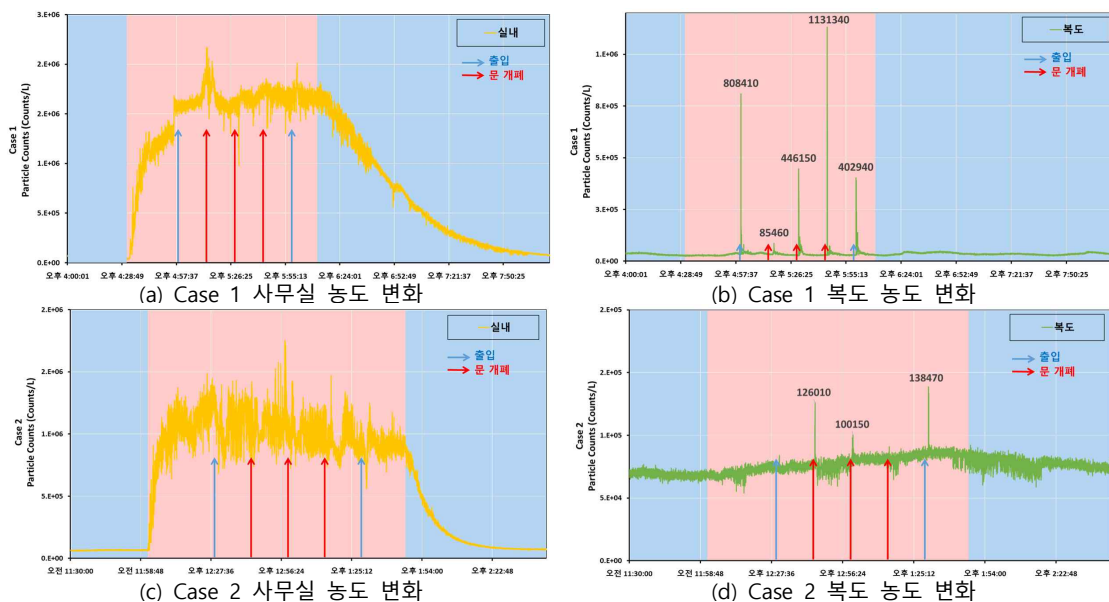 3.E+06
3.E+06
2.E+06
2.E+06
1.E+06
5.E+05
0.E+00
Case 1
Particle Counts (Counts/L)
실내
출입
문 개폐
오후 4:00:01
오후 4:28:49
오후 4:57:37
오후 5:26:25
오후 5:55:13
오후 6:24:01
오후 6:52:49
오후 7:21:37
오후 7:50:25
(a) Case 1 사무실 농도 변화
1.E+06
8.E+05
5.E+05
3.E+05
0.E+00
Case 1
Particle Counts (Counts/L)
808410
85460
446150
1131340
402940
복도
출입
문 개폐
오후 4:00:01
오후 4:28:49
오후 4:57:37
오후 5:26:25
오후 5:55:13
오후 6:24:01
오후 6:52:49
오후 7:21:37
오후 7:50:25
(b) Case 1 복도 농도 변화
2.E+06
2.E+06
1.E+06
5.E+05
0.E+00
Case 2
Particle Counts (Counts/L)
실내
출입
문 개폐
오전 11:30:00
오전 11:58:48
오후 12:27:36
오후 12:56:24
오후 1:25:12
오후 1:54:00
오후 2:22:48
(c) Case 2 사무실 농도 변화
2.E+05
2.E+05
1.E+05
5.E+04
0.E+00
Case 2
Particle Counts (Counts/L)
126010
100150
138470
복도
출입
문 개폐
오전 11:30:00
오전 11:58:48
오후 12:27:36
오후 12:56:24
오후 1:25:12
오후 1:54:00
오후 2:22:48
(d) Case 2 복도 농도 변화